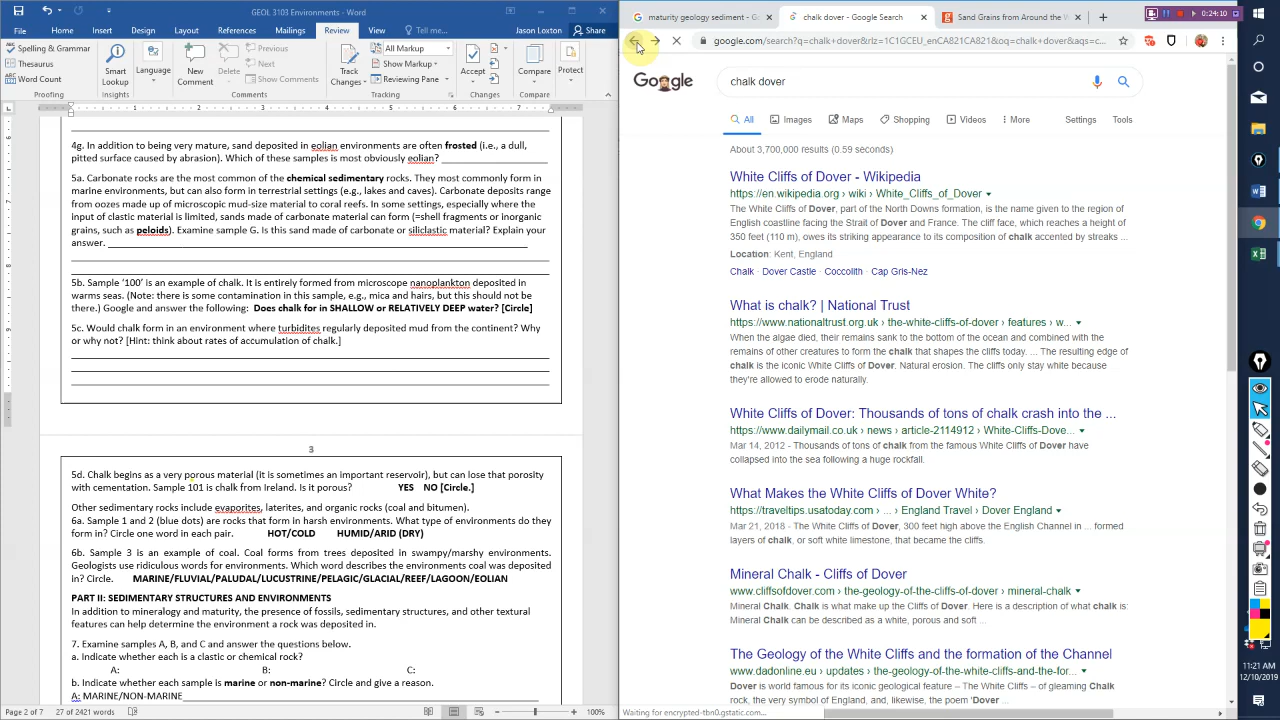 GEOL 3103 Environments
File
Home
Insert
Design
Layout
References
Mailings
Review
View
Tell me...
Jason Loxton
Share
Spelling & Grammar
Thesaurus
Word Count
Proofing
Smart Lookup
Insights
Language
New Comment
Delete
Previous
Next
Show Comments
Comments
Track Changes
All Markup
Show Markup
Reviewing Pane
Tracking
Accept
Changes
Compare
Compare
Protect
4g. In addition to being very mature, sand deposited in eolian environments are often frosted (i.e., a dull,
pitted surface caused by abrasion). Which of these samples is most obviously eolian?
5a. Carbonate rocks are the most common of the chemical sedimentary rocks. They most commonly form in
marine environments, but can also form in terrestrial settings (e.g., lakes and caves). Carbonate deposits range
from oozes made up of microscopic mud-size material to coral reefs. In some settings, especially where the
input of clastic material is limited, sands made of carbonate material can form (=shell fragments or inorganic
grains, such as peloids). Examine sample G. Is this sand made of carbonate or siliclastic material? Explain your
answer.
5b. Sample ‘100’ is an example of chalk. It is entirely formed from microscope nanoplankton deposited in
warms seas. (Note: there is some contamination in this sample, e.g., mica and hairs, but this should not be
there.) Google and answer the following: Does chalk for in SHALLOW or RELATIVELY DEEP water? [Circle]
5c. Would chalk form in an environment where turbidites regularly deposited mud from the continent? Why
or why not? [Hint: think about rates of accumulation of chalk.]
3
5d. Chalk begins as a very porous material (it is sometimes an important reservoir), but can lose that porosity
with cementation. Sample 101 is chalk from Ireland. Is it porous? YES NO [Circle.]
Other sedimentary rocks include evaporites, laterites, and organic rocks (coal and bitumen).
6a. Sample 1 and 2 (blue dots) are rocks that form in harsh environments. What type of environments do they
form in? Circle one word in each pair. HOT/COLD HUMID/ARID (DRY)
6b. Sample 3 is an example of coal. Coal forms from trees deposited in swampy/marshy environments.
Geologists use ridiculous words for environments. Which word describes the environments coal was deposited
in? Circle. MARINE/FLUVIAL/PALUDAL/LUCUSTRINE/PELAGIC/GLACIAL/REEF/LAGOON/EOLIAN
PART II: SEDIMENTARY STRUCTURES AND ENVIRONMENTS
In addition to mineralogy and maturity, the presence of fossils, sedimentary structures, and other textural
features can help determine the environment a rock was deposited in.
7. Examine samples A, B, and C and answer the questions below.
a. Indicate whether each is a clastic or chemical rock?
A: B: C:
b. Indicate whether each sample is marine or non-marine? Circle and give a reason.
A: MARINE/NON-MARINE
Page 2 of 7 27 of 2421 words
100%
maturity geology sediment - G
chalk dover - Google Search
Sand Grains from Around the W
00:24:10
google.com/search?q=chalk+dover&rlz=1C1GCEU_enCA821CA821&oq=chalk+dover&aqs=c...
Google
chalk dover
All Images Maps Shopping Videos More Settings Tools
About 3,700,000 results (0.59 seconds)
White Cliffs of Dover - Wikipedia
https://en.wikipedia.org › wiki › White_Cliffs_of_Dover
The White Cliffs of Dover, part of the North Downs formation, is the name given to the region of
English coastline facing the Strait of Dover and France. The cliff face, which reaches a height of
350 feet (110 m), owes its striking appearance to its composition of chalk accented by streaks ...
Location: Kent, England
Chalk · Dover Castle · Coccolith · Cap Gris-Nez
What is chalk? | National Trust
https://www.nationaltrust.org.uk › the-white-cliffs-of-dover › features › w...
When the algae died, their remains sank to the bottom of the ocean and combined with the
remains of other creatures to form the chalk that shapes the cliffs today. ... The resulting edge of
chalk is the iconic White Cliffs of Dover. Natural erosion. The cliffs only stay white because
they're allowed to erode naturally.
White Cliffs of Dover: Thousands of tons of chalk crash into the ...
https://www.dailymail.co.uk › news › article-2114912 › White-Cliffs-Dove...
Mar 14, 2012 - Thousands of tons of chalk from the famous White Cliffs of Dover have
collapsed into the sea following a huge rockfall.
What Makes the White Cliffs of Dover White?
https://traveltips.usatoday.com › ... › England Travel › Dover England
Mar 21, 2018 - The White Cliffs of Dover, 300 feet high above the English Channel in ... formed
layers of chalk, or soft white limestone, that became the cliffs.
Mineral Chalk - Cliffs of Dover
https://www.cliffsofdover.com › the-geology-of-the-cliffs-of-dover › mineral-chalk
Mineral Chalk. Chalk is what make up the Cliffs of Dover. Here is a description of what chalk is:
Mineral Chalk can be described as a white, porous and soft ...
The Geology of the White Cliffs and the formation of the Chalk
https://www.dadonline.eu › updates › the-geology-of-the-white-cliffs-and-the-for...
Dover is world famous for its iconic geological feature – The White Cliffs – of gleaming Chalk
rock, the very symbol of England, and, likewise, the poem 'Dover ...
Waiting for encrypted-tbn0.gstatic.com...
11:21 AM
12/10/2019